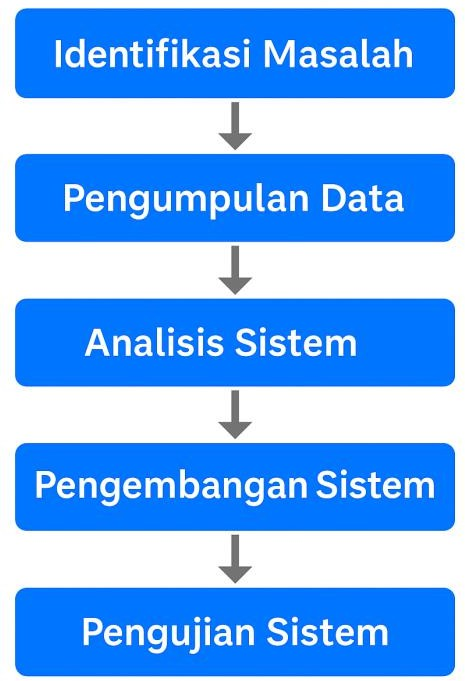 Identifikasi Masalah
Pengumpulan Data
Analisis Sistem
Pengembangan Sistem
Pengujian Sistem